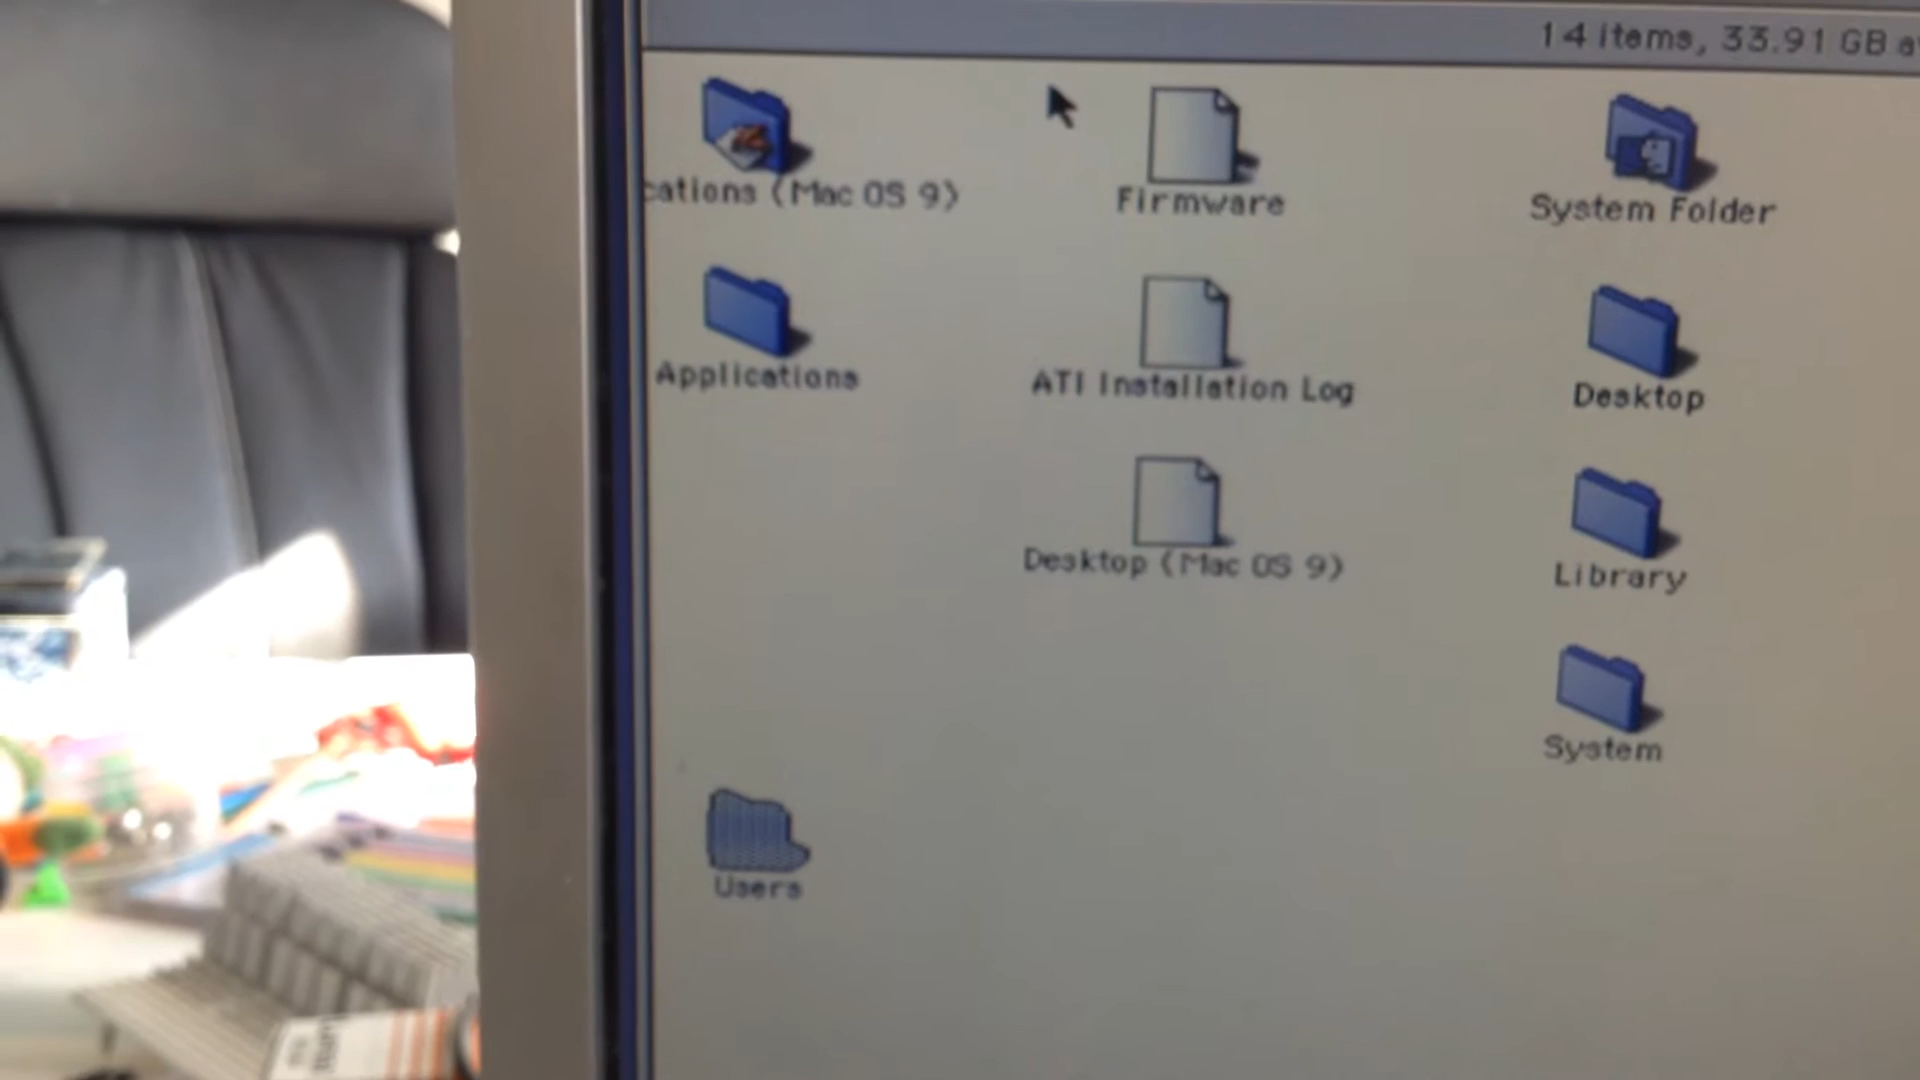 14 items, 33.91 GB
cations (Mac OS 9)
Firmware
System Folder
Applications
ATI Installation Log
Desktop
Desktop (Mac OS 9)
Library
System
Users